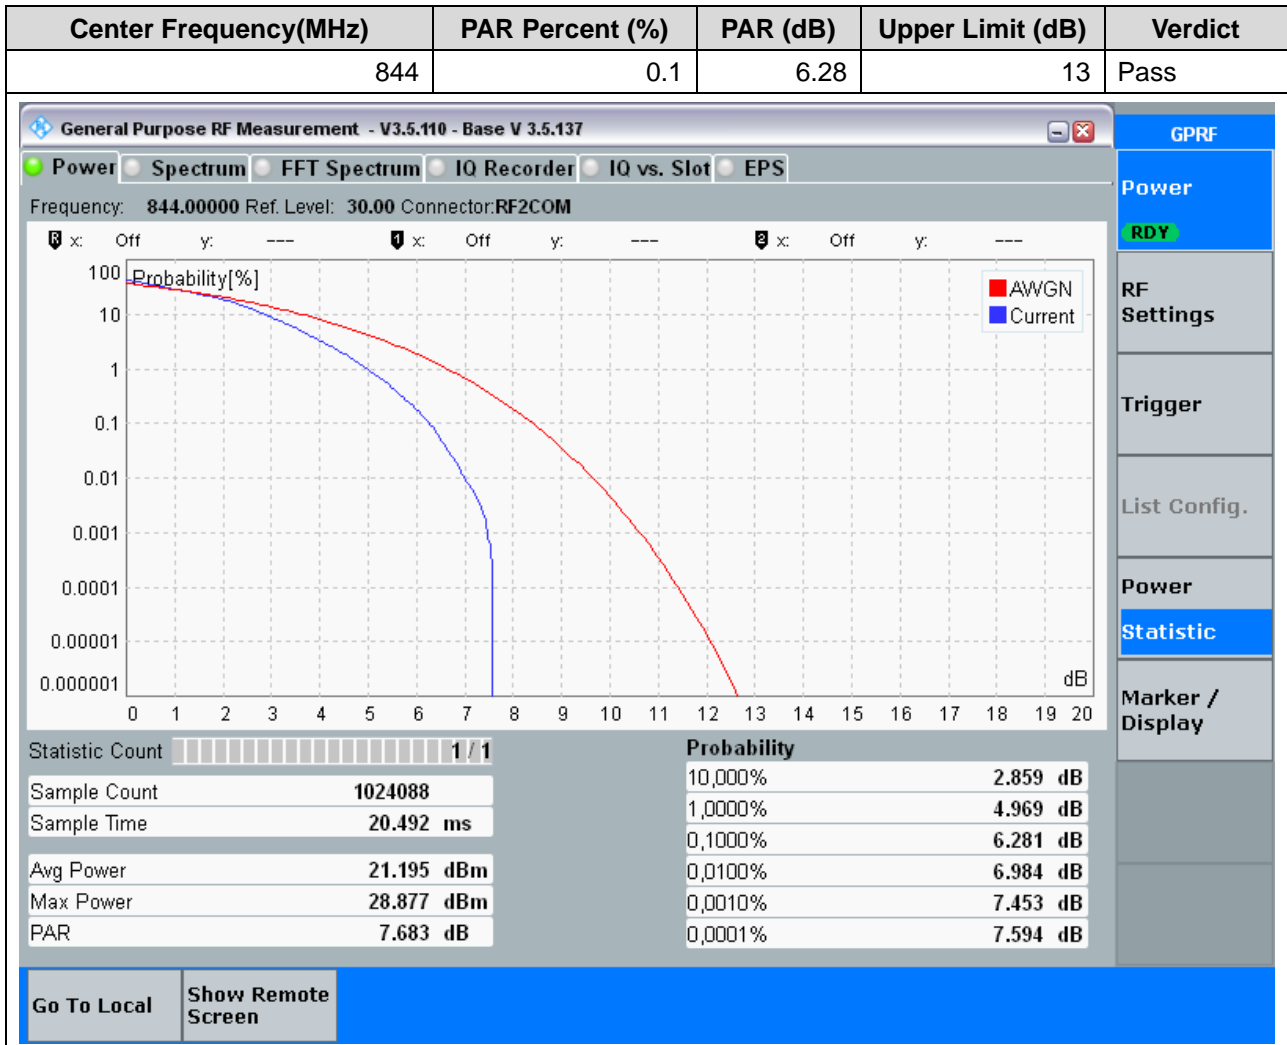 Center Frequency(MHz) PAR Percent (%) PAR (dB) Upper Limit (dB) Verdict
844 0.1 6.28 13 Pass
General Purpose RF Measurement - V3.5.110 - Base V 3.5.137
GPRF
Power Spectrum FFT Spectrum IQ Recorder IQ vs. Slot EPS
Power
RDY
Frequency: 844.00000 Ref. Level: 30.00 Connector:RF2COM
R x: Off y: --- 1 x: Off y: --- 2 x: Off y: ---
Probability[%]
AWGN
Current
100
10
1
0.1
0.01
0.001
0.0001
0.00001
0.000001
dB
0 1 2 3 4 5 6 7 8 9 10 11 12 13 14 15 16 17 18 19 20
RF
Settings
Trigger
List Config.
Power
Statistic
Marker /
Display
Statistic Count 1 / 1
Sample Count 1024088
Sample Time 20.492 ms
Avg Power 21.195 dBm
Max Power 28.877 dBm
PAR 7.683 dB
Probability
10,000% 2.859 dB
1,0000% 4.969 dB
0,1000% 6.281 dB
0,0100% 6.984 dB
0,0010% 7.453 dB
0,0001% 7.594 dB
Go To Local
Show Remote
Screen